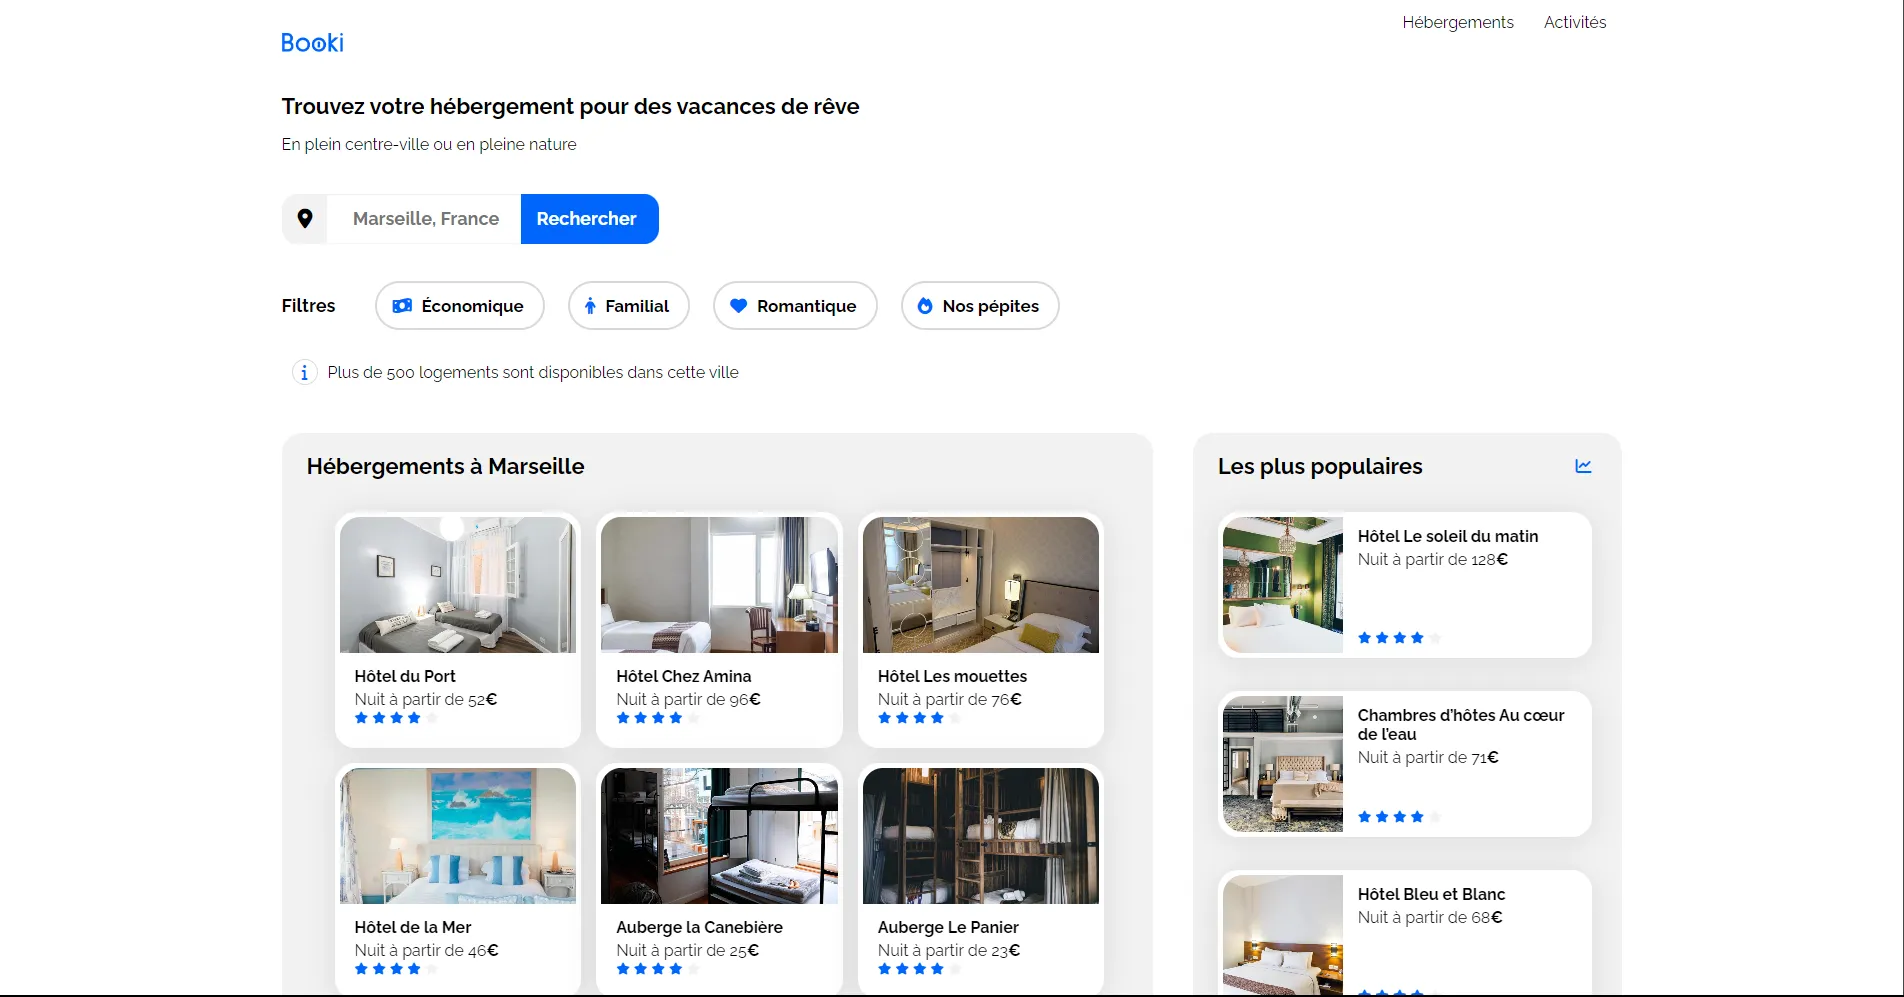 Booki
Hébergements
Activités
Trouvez votre hébergement pour des vacances de rêve
En plein centre-ville ou en pleine nature
Marseille, France
Rechercher
Filtres
Économique
Familial
Romantique
Nos pépites
Plus de 500 logements sont disponibles dans cette ville
Hébergements à Marseille
Hôtel du Port
Nuit à partir de 52€
Hôtel Chez Amina
Nuit à partir de 96€
Hôtel Les mouettes
Nuit à partir de 76€
Hôtel de la Mer
Nuit à partir de 46€
Auberge la Canebière
Nuit à partir de 25€
Auberge Le Panier
Nuit à partir de 23€
Les plus populaires
Hôtel Le soleil du matin
Nuit à partir de 128€
Chambres d’hôtes Au cœur
de l’eau
Nuit à partir de 71€
Hôtel Bleu et Blanc
Nuit à partir de 68€